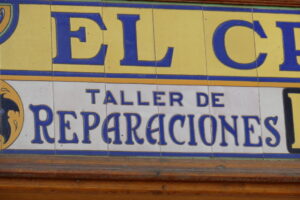 EL
TALLER DE
REPARACIONES